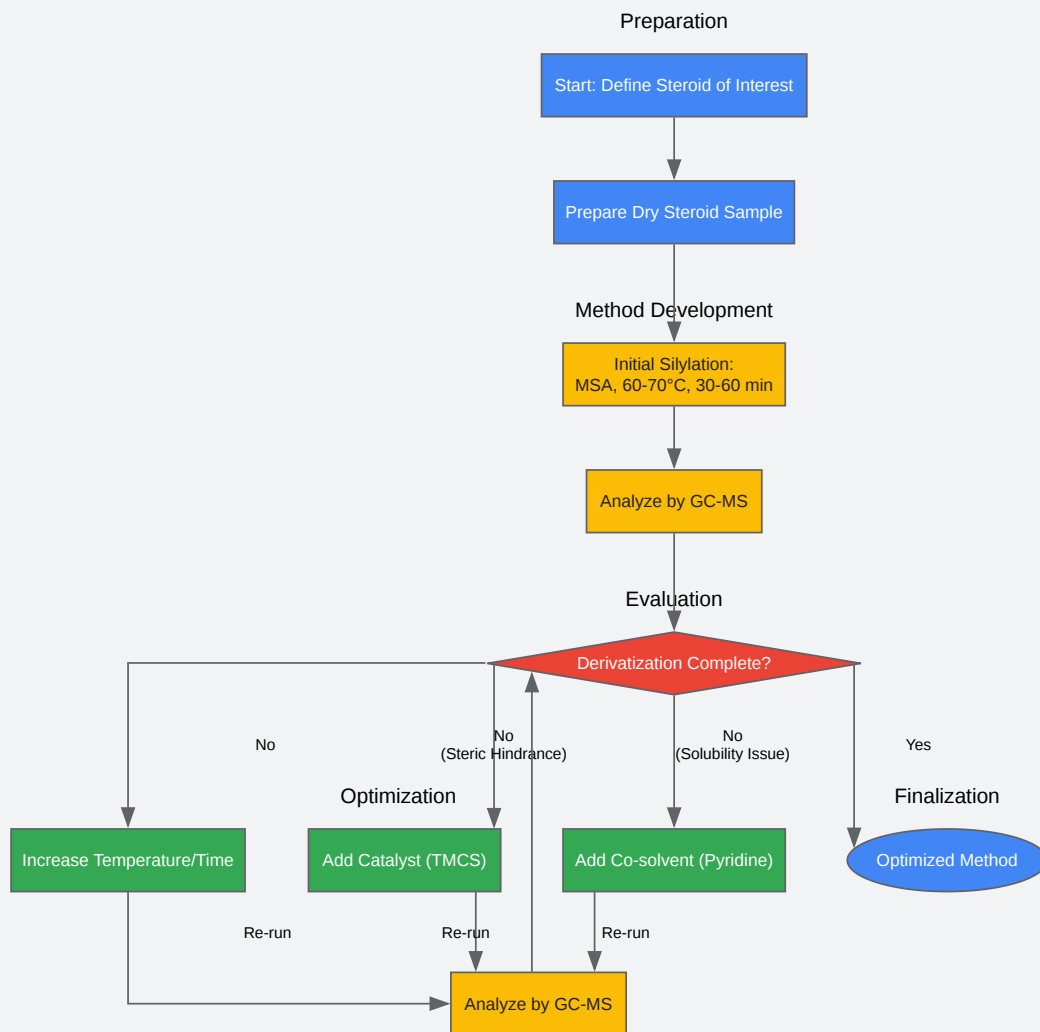 Preparation
Start: Define Steroid of Interest
Prepare Dry Steroid Sample
Method Development
Initial Silylation:
MSA, 60-70°C, 30-60 min
Analyze by GC-MS
Evaluation
Derivatization Complete?
No
No
(Steric Hindrance)
No
(Solubility Issue)
Yes
Optimization
Finalization
Increase Temperature/Time
Add Catalyst (TMCS)
Add Co-solvent (Pyridine)
Optimized Method
Re-run
Re-run
Re-run
Analyze by GC-MS